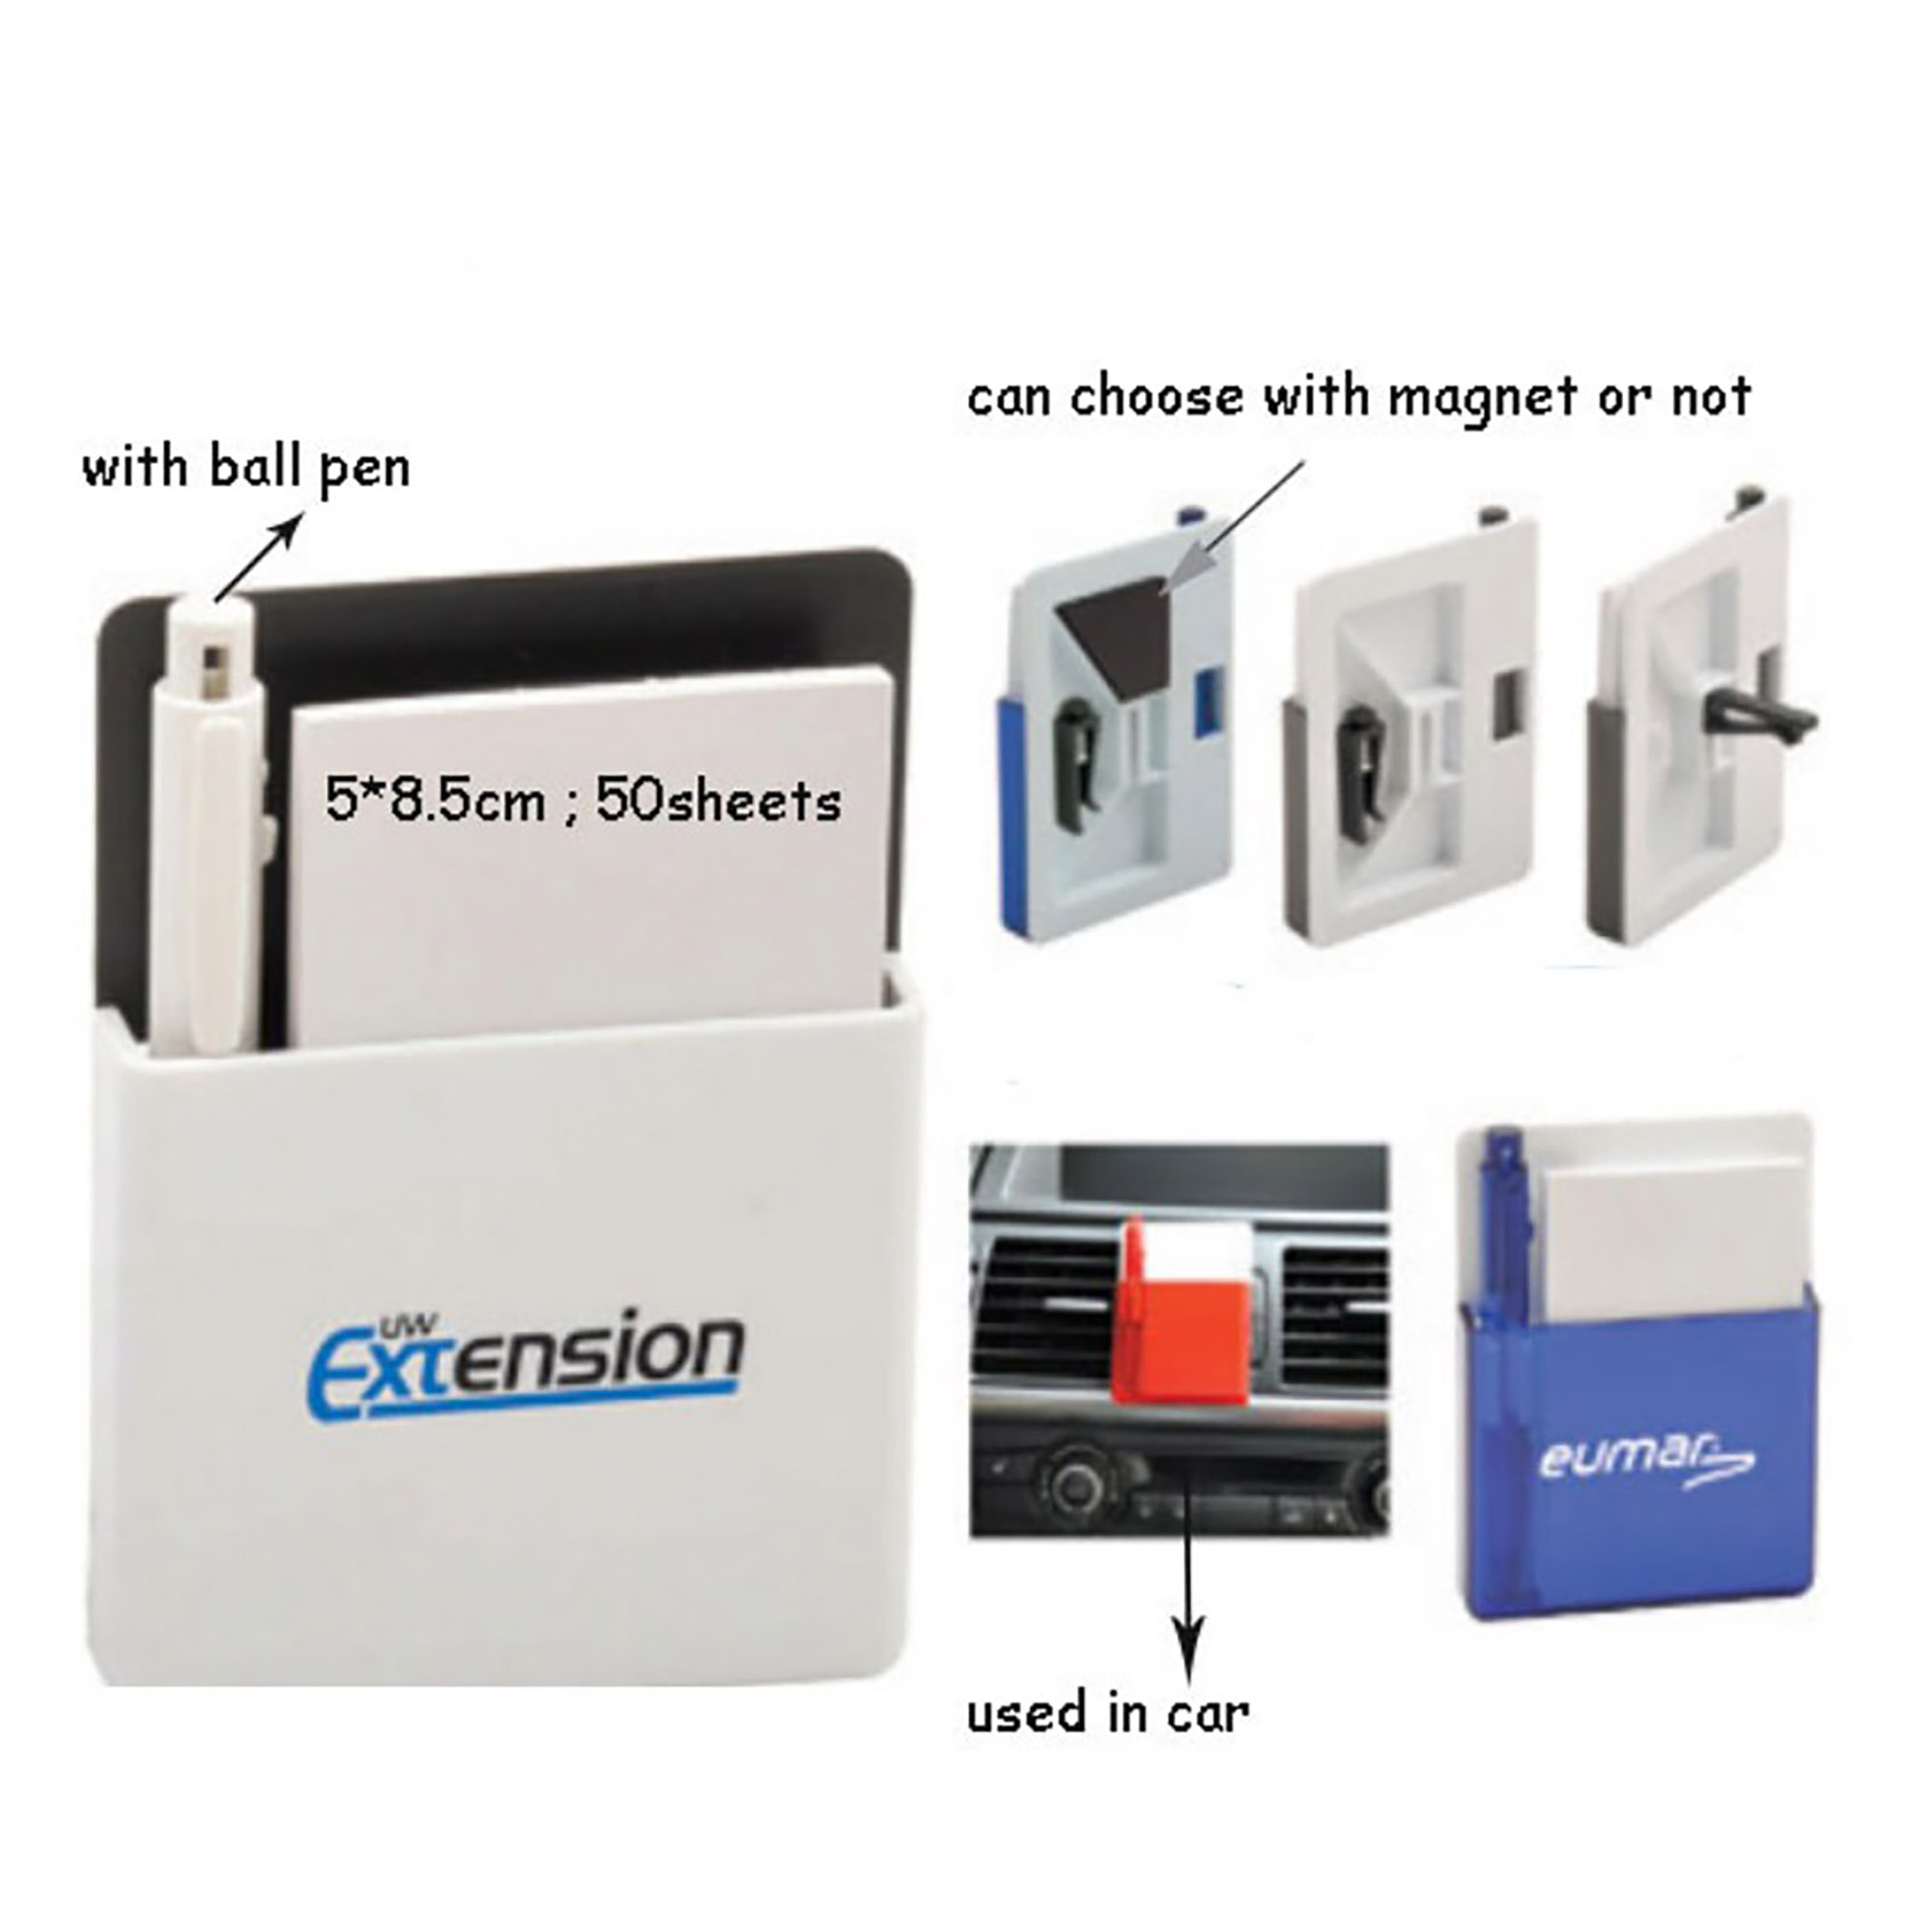 can choose with magnet or not
with ball pen
5*8.5cm ; 50sheets
UW
Extension
eumar
used in car